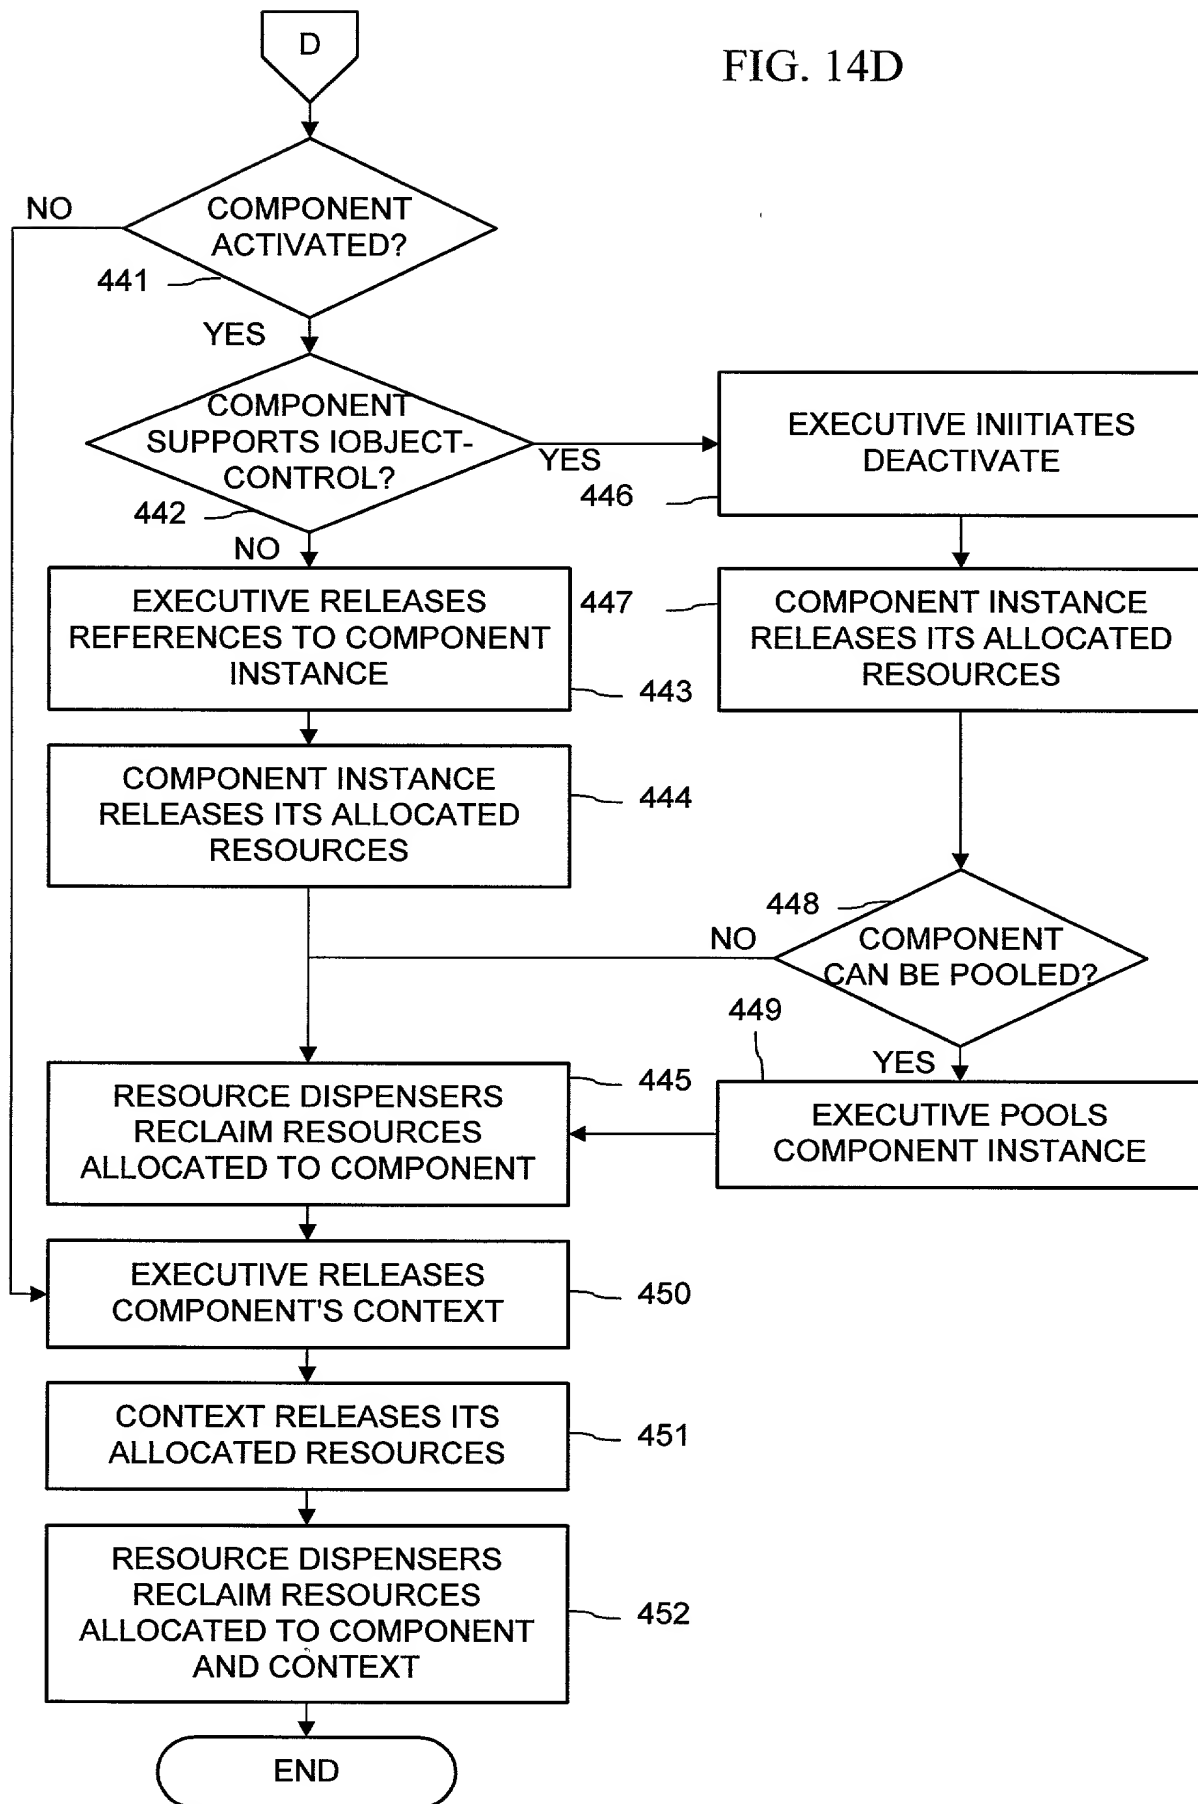 D
FIG. 14D
NO
COMPONENT
ACTIVATED?
441
YES
COMPONENT
SUPPORTS IOBJECT-
CONTROL?
442
YES
NO
EXECUTIVE INIITIATES
DEACTIVATE
446
EXECUTIVE RELEASES
REFERENCES TO COMPONENT
INSTANCE
443
447
COMPONENT INSTANCE
RELEASES ITS ALLOCATED
RESOURCES
COMPONENT INSTANCE
RELEASES ITS ALLOCATED
RESOURCES
444
448
NO
COMPONENT
CAN BE POOLED?
449
YES
RESOURCE DISPENSERS
RECLAIM RESOURCES
ALLOCATED TO COMPONENT
445
EXECUTIVE POOLS
COMPONENT INSTANCE
EXECUTIVE RELEASES
COMPONENT'S CONTEXT
450
CONTEXT RELEASES ITS
ALLOCATED RESOURCES
451
RESOURCE DISPENSERS
RECLAIM RESOURCES
ALLOCATED TO COMPONENT
AND CONTEXT
452
END